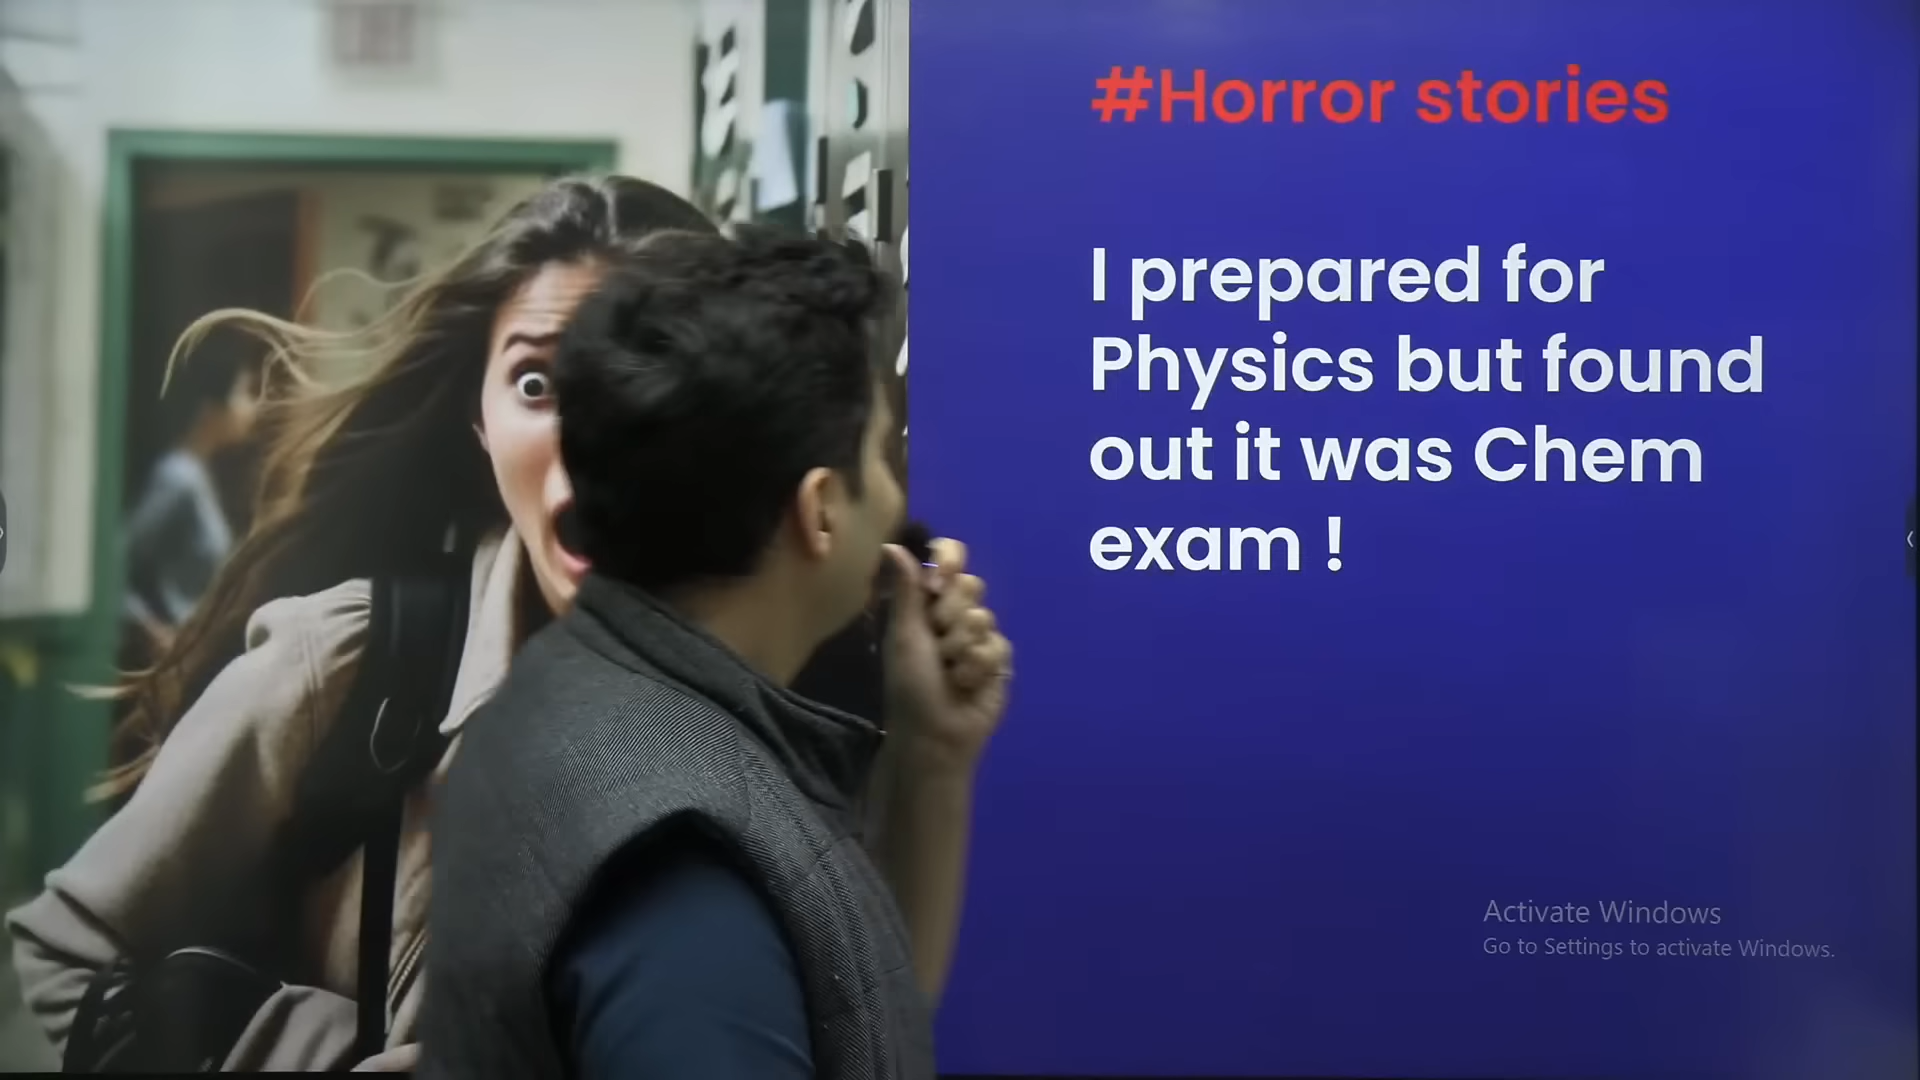 #Horror stories
I prepared for
Physics but found
out it was Chem
exam !
Activate Windows
Go to Settings to activate Windows.